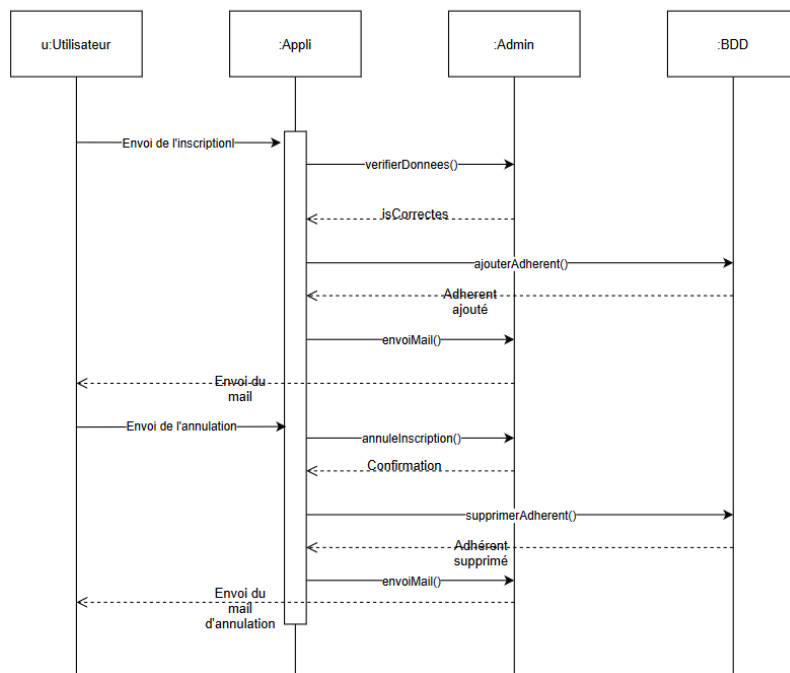 u:Utilisateur
:Appli
:Admin
:BDD
Envoi de l'inscriptionI
verifierDonnees()
isCorrectes
ajouterAdherent()
Adherent
ajouté
envoiMail()
Envoi du
mail
Envoi de l'annulation
annuleInscription()
Confirmation
supprimerAdherent()
Adhérent
supprimé
envoiMail()
Envoi du
mail
d'annulation